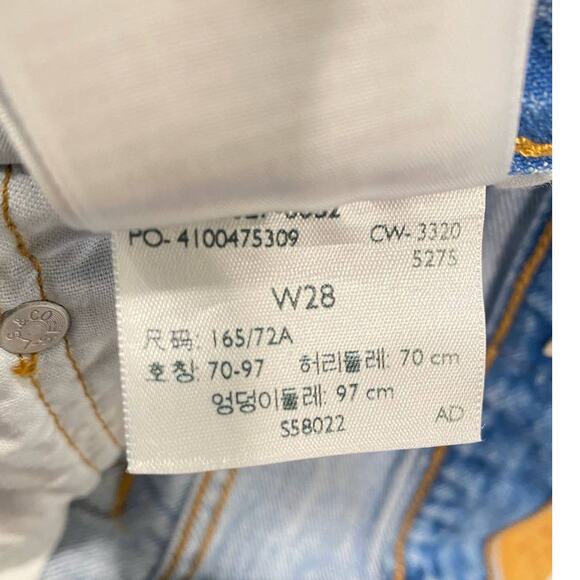 PO- 4100475309 CW- 3320
5275
W28
尺码: 165/72A
호칭: 70-97 허리둘레: 70 cm
엉덩이둘레: 97 cm
S58022 AD
S&CO